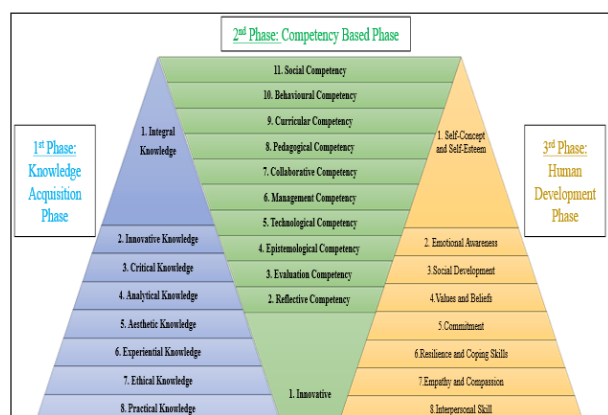 2nd Phase: Competency Based Phase
1st Phase:
Knowledge
Acquisition
Phase
1. Integral
Knowledge
2. Innovative Knowledge
3. Critical Knowledge
4. Analytical Knowledge
5. Aesthetic Knowledge
6. Experiential Knowledge
7. Ethical Knowledge
8. Practical Knowledge
11. Social Competency
10. Behavioural Competency
9. Curricular Competency
8. Pedagogical Competency
7. Collaborative Competency
6. Management Competency
5. Technological Competency
4. Epistemological Competency
3. Evaluation Competency
2. Reflective Competency
1. Innovative
1. Self-Concept
and Self-Esteem
2. Emotional Awareness
3.Social Development
4.Values and Beliefs
5.Commitment
6.Resilience and Coping Skills
7.Empathy and Compassion
8.Interpersonal Skill
3rd Phase:
Human
Development
Phase